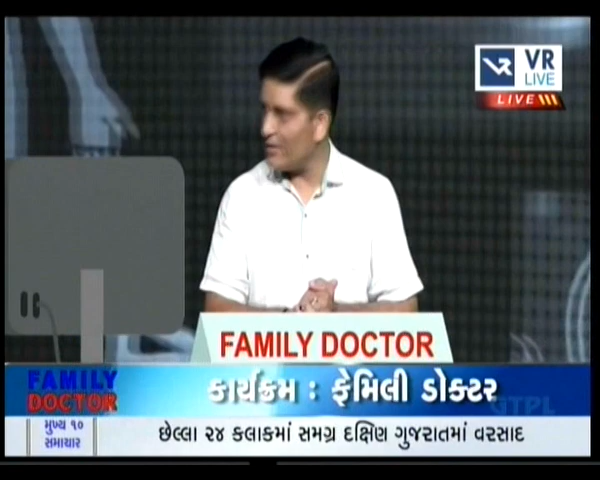 VR
LIVE
LIVE
FAMILY DOCTOR
FAMILY
DOCTOR
કાર્યક્રમ : ફેમિલી ડોક્ટર
GTPL
મુખ્ય ૧૦
સમાચાર
છેલ્લા ૨૪ કલાકમાં સમગ્ર દક્ષિણ ગુજરાતમાં વરસાદ